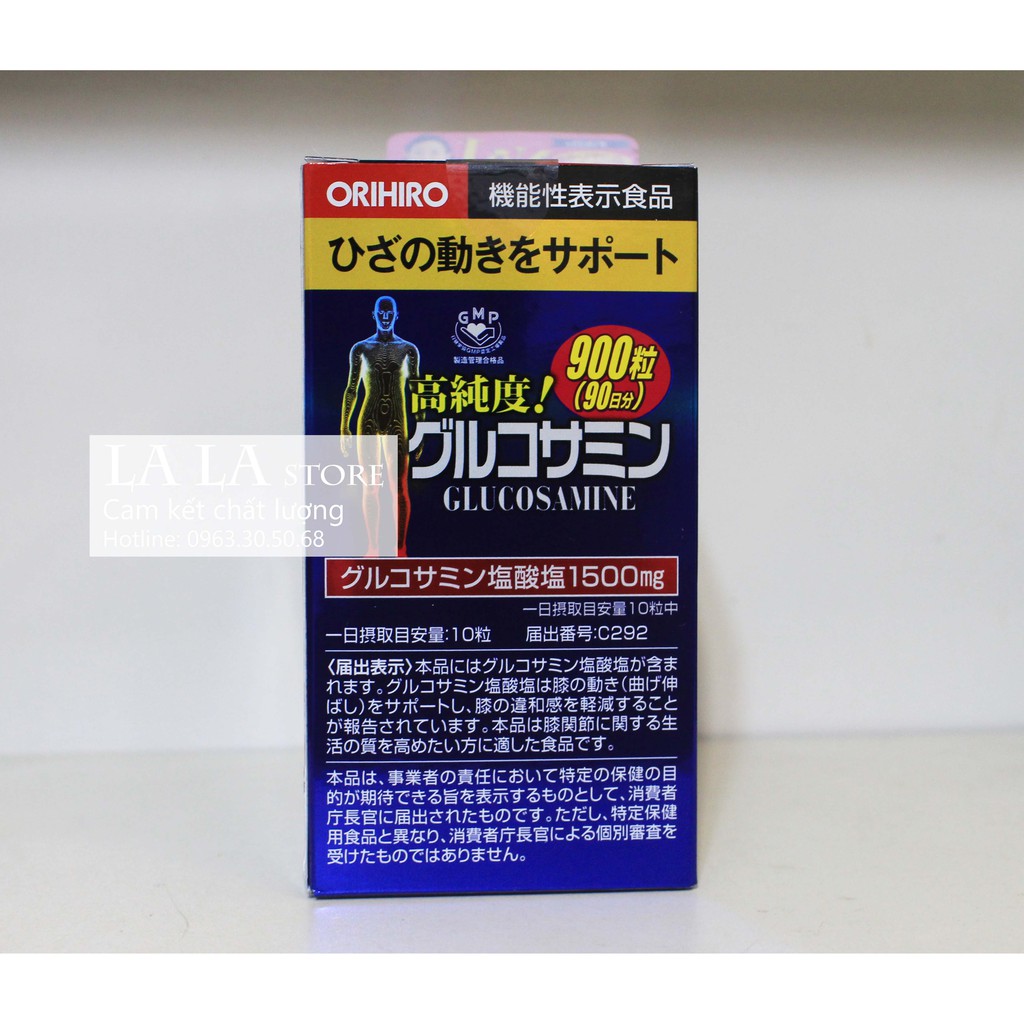 ORIHIRO 機能性表示食品
ひざの動きをサポート
GMP
製造管理合格品
900粒
(90日分)
高純度!
グルコサミン
GLUCOSAMINE
LA LA STORE
Cam kết chất lượng
Hotline: 0963.30.50.68
グルコサミン塩酸塩1500mg
一日摂取目安量10粒中
一日摂取目安量:10粒 届出番号:C292
〈届出表示〉本品にはグルコサミン塩酸塩が含ま
れます。グルコサミン塩酸塩は膝の動き(曲げ伸
ばし)をサポートし、膝の違和感を軽減すること
が報告されています。本品は膝関節に関する生
活の質を高めたい方に適した食品です。
本品は、事業者の責任において特定の保健の目
的が期待できる旨を表示するものとして、消費者
庁長官に届出されたものです。ただし、特定保健
用食品と異なり、消費者庁長官による個別審査を
受けたものではありません。